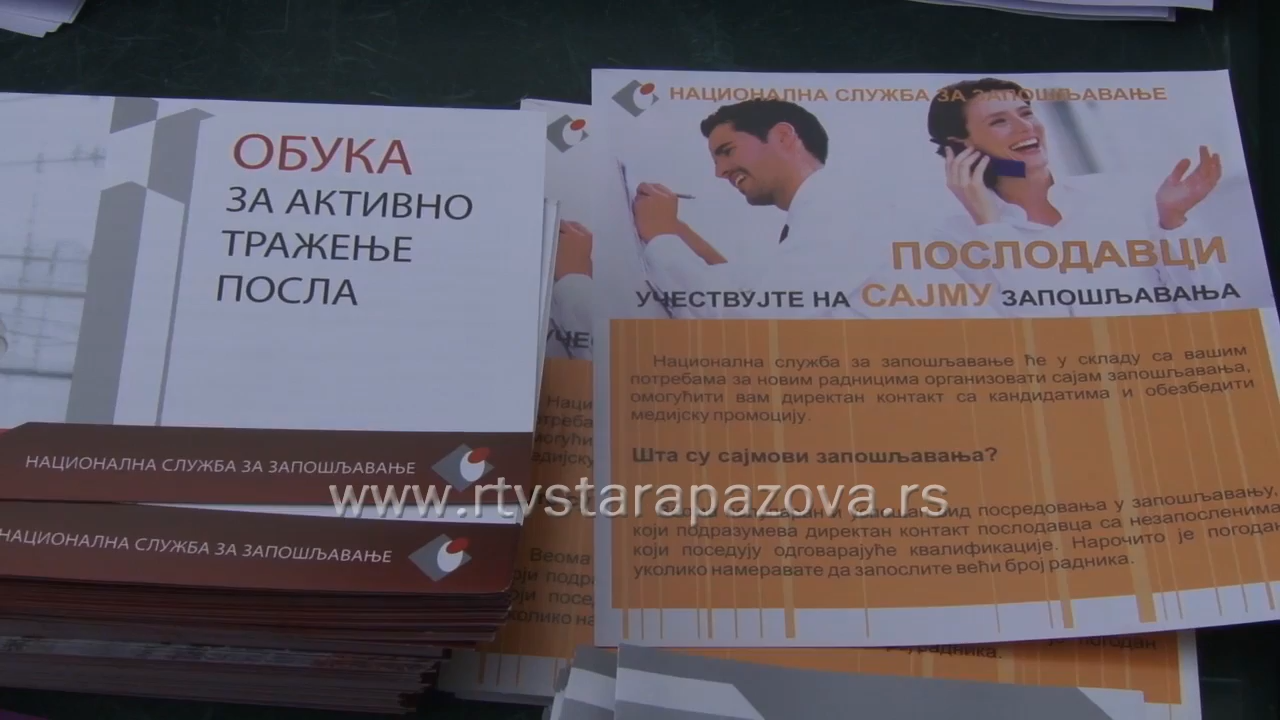 ОБУКА
ЗА АКТИВНО
ТРАЖЕЊЕ
ПОСЛА
НАЦИОНАЛНА СЛУЖБА ЗА ЗАПОШЉАВАЊЕ
НАЦИОНАЛНА СЛУЖБА ЗА ЗАПОШЉАВАЊЕ
НАЦИОНАЛНА СЛУЖБА ЗА ЗАПОШЉАВАЊЕ
ПОСЛОДАВЦИ
УЧЕСТВУЈТЕ НА САЈМУ ЗАПОШЉАВАЊА
Национална служба за запошљавање ће у складу са вашим
потребама за новим радницима организовати сајам запошљавања,
омогућити вам директан контакт са кандидатима и обезбедити
медијску промоцију.
Шта су сајмови запошљавања?
вид посредовања у запошљавању,
који подразумева директан контакт послодавца са незапосленима
који поседују одговарајуће квалификације. Нарочито је погодан
уколико намеравате да запослите већи број радника.
Веома
погодан
радника.
www.rtvstarapazova.rs